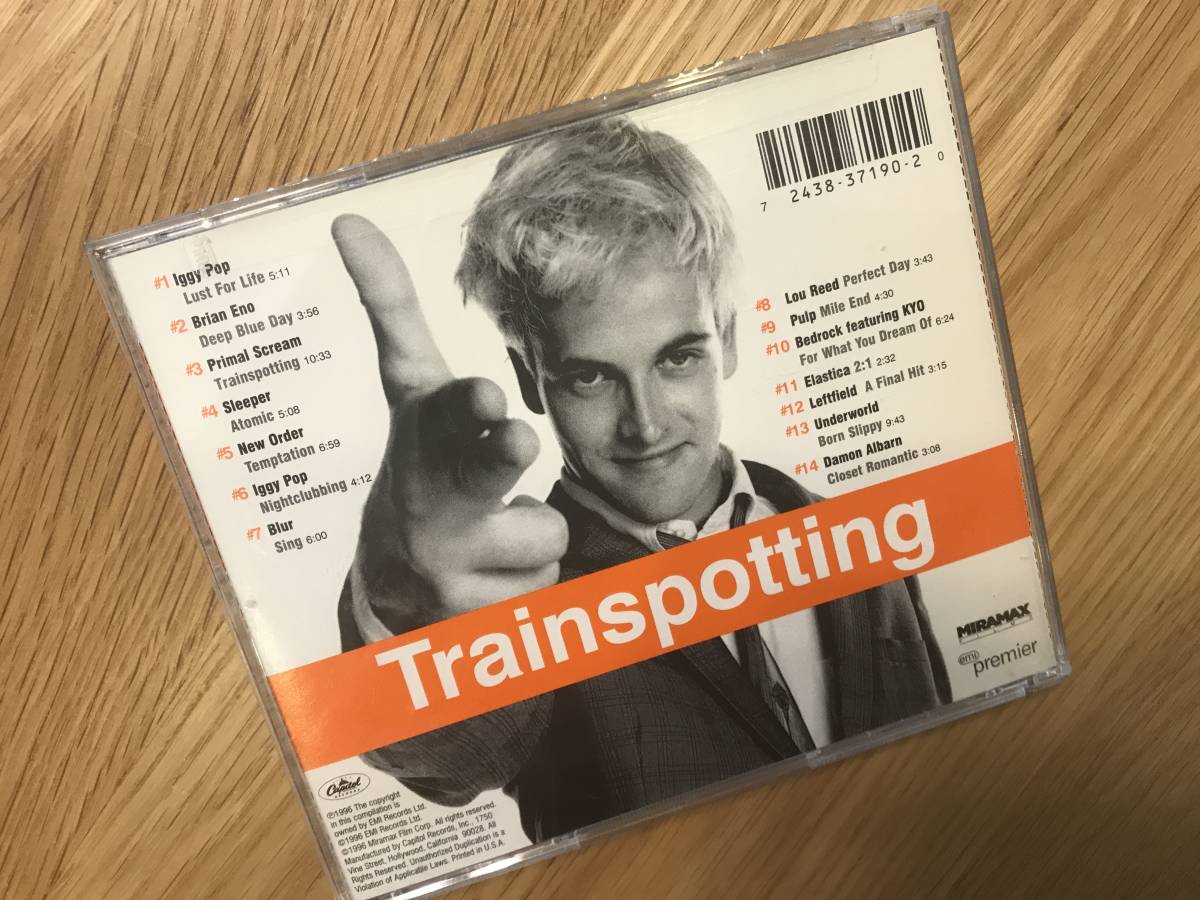 #1 Iggy Pop
Lust For Life 5:11
#2 Brian Eno
Deep Blue Day 3:56
#3 Primal Scream
Trainspotting 10:33
#4 Sleeper
Atomic 5:08
#5 New Order
Temptation 6:59
#6 Iggy Pop
Nightclubbing 4:12
#7 Blur
Sing 6:00
7 2438-37190-2 0
#8 Lou Reed Perfect Day 3:43
#9 Pulp Mile End 4:30
#10 Bedrock featuring KYO
For What You Dream Of 6:24
#11 Elastica 2:1 2:32
#12 Leftfield A Final Hit 3:15
#13 Underworld
Born Slippy 9:43
#14 Damon Albarn
Closet Romantic 3:08
Trainspotting
MIRAMAX
FILMS
emi premier
Capitol
RECORDS
℗1996 The copyright
in this compilation is
owned by EMI Records Ltd.
©1996 EMI Records Ltd.
©1996 Miramax Film Corp. All rights reserved.
Manufactured by Capitol Records, Inc., 1750
Vine Street, Hollywood, California 90028. All
Rights Reserved. Unauthorized Duplication is a
Violation of Applicable Laws. Printed in U.S.A.